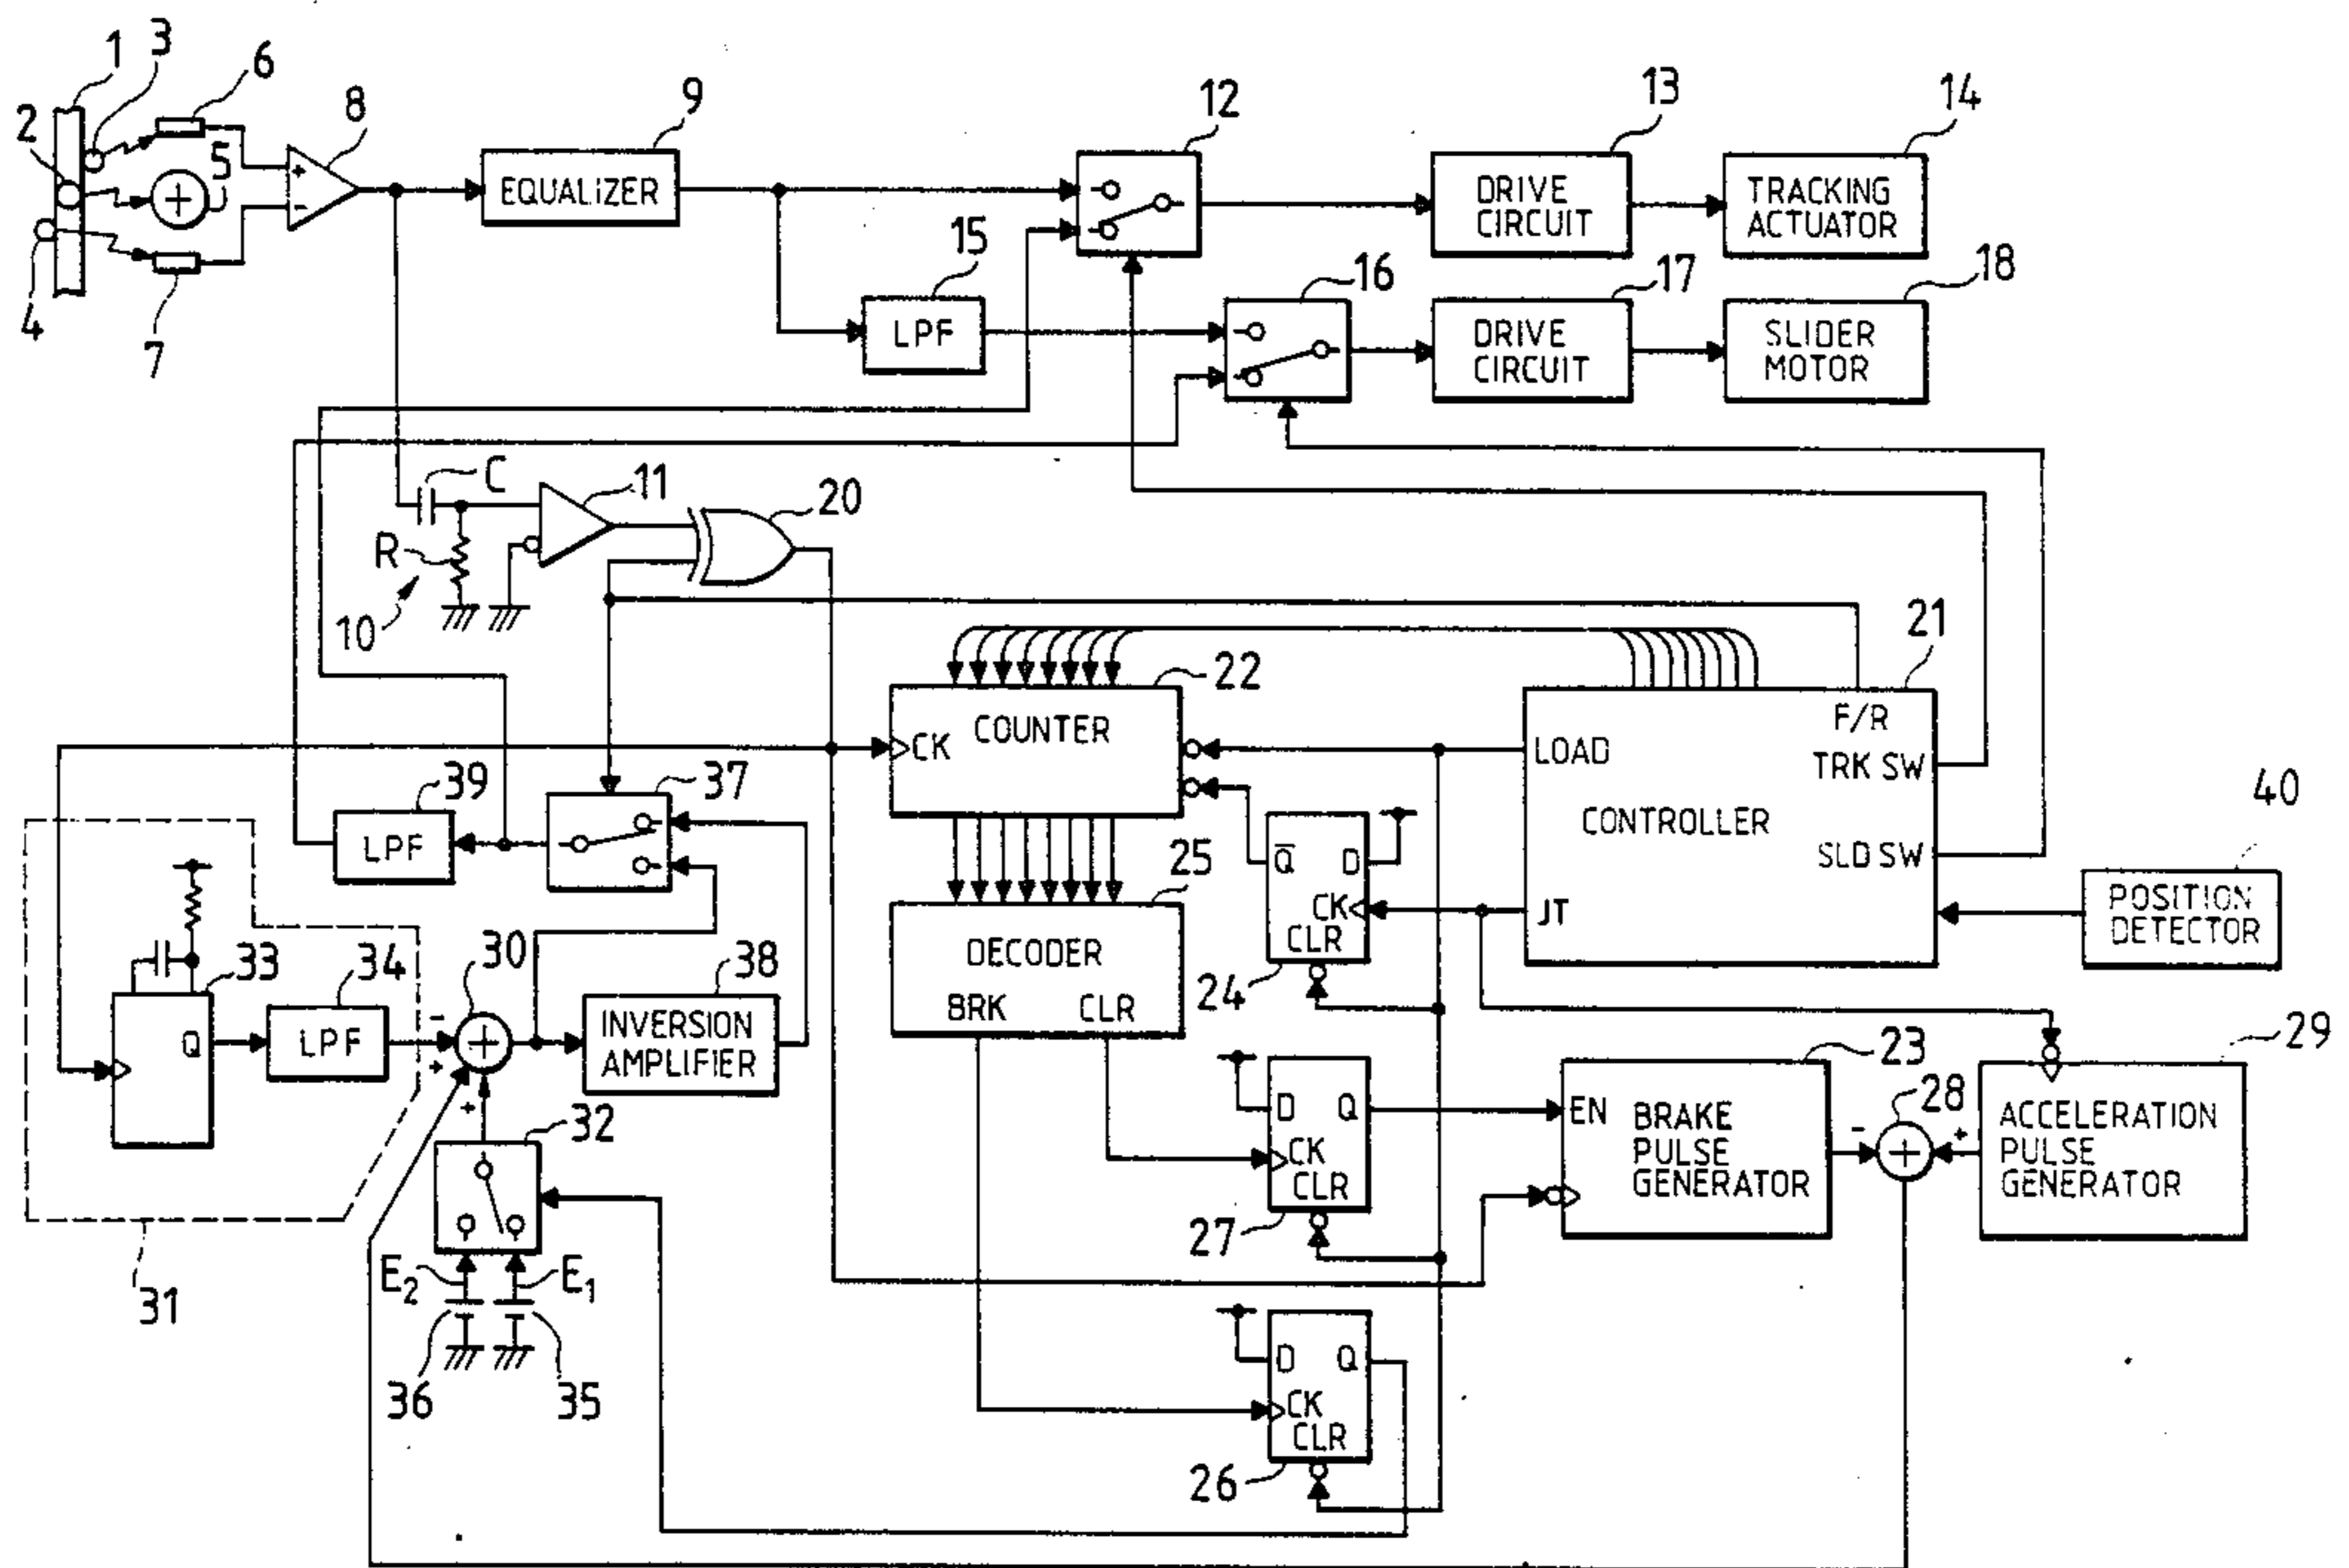 1
3
6
2
8
9
12
13
14
5
+
-
EQUALIZER
DRIVE
CIRCUIT
TRACKING
ACTUATOR
15
4
7
16
17
18
LPF
DRIVE
CIRCUIT
SLIDER
MOTOR
C
11
20
R
10
21
22
F/R
COUNTER
CK
LOAD
TRK SW
39
37
40
CONTROLLER
LPF
Q
D
25
SLD SW
CK
CLR
JT
POSITION
DETECTOR
33
34
30
38
DECODER
24
BRK
CLR
Q
LPF
-
+
+
INVERSION
AMPLIFIER
23
29
28
32
D
Q
EN
BRAKE
PULSE
GENERATOR
-
+
ACCELERATION
PULSE
GENERATOR
CK
CLR
27
31
E2
E1
36
35
D
Q
CK
CLR
26